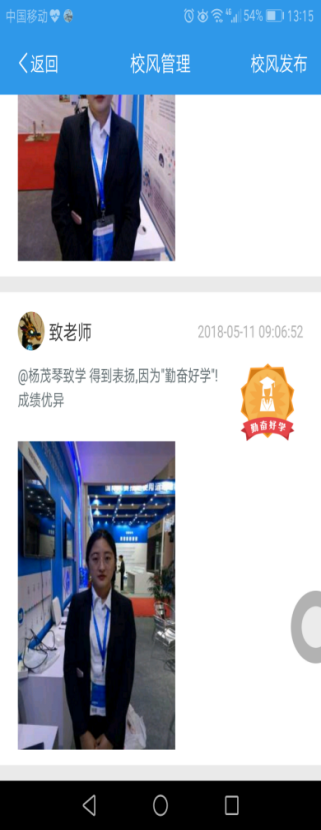 中国移动
4G
54%
13:15
返回
校风管理
校风发布
致老师
2018-05-11 09:06:52
@杨茂琴致学 得到表扬,因为"勤奋好学"!
成绩优异
勤奋好学